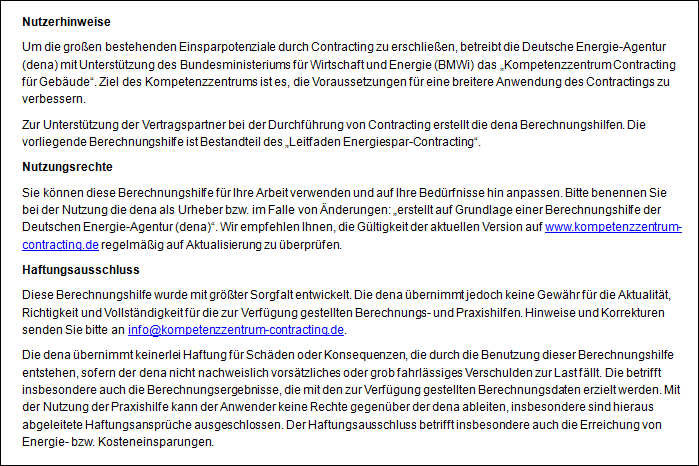 Nutzerhinweise
Um die großen bestehenden Einsparpotenziale durch Contracting zu erschließen, betreibt die Deutsche Energie-Agentur
(dena) mit Unterstützung des Bundesministeriums für Wirtschaft und Energie (BMWi) das „Kompetenzzentrum Contracting
für Gebäude“. Ziel des Kompetenzzentrums ist es, die Voraussetzungen für eine breitere Anwendung des Contractings zu
verbessern.
Zur Unterstützung der Vertragspartner bei der Durchführung von Contracting erstellt die dena Berechnungshilfen. Die
vorliegende Berechnungshilfe ist Bestandteil des „Leitfaden Energiespar-Contracting“.
Nutzungsrechte
Sie können diese Berechnungshilfe für Ihre Arbeit verwenden und auf Ihre Bedürfnisse hin anpassen. Bitte benennen Sie
bei der Nutzung die dena als Urheber bzw. im Falle von Änderungen: „erstellt auf Grundlage einer Berechnungshilfe der
Deutschen Energie-Agentur (dena)“. Wir empfehlen Ihnen, die Gültigkeit der aktuellen Version auf www.kompetenzzentrum-
contracting.de regelmäßig auf Aktualisierung zu überprüfen.
Haftungsausschluss
Diese Berechnungshilfe wurde mit größter Sorgfalt entwickelt. Die dena übernimmt jedoch keine Gewähr für die Aktualität,
Richtigkeit und Vollständigkeit für die zur Verfügung gestellten Berechnungs- und Praxishilfen. Hinweise und Korrekturen
senden Sie bitte an info@kompetenzzentrum-contracting.de.
Die dena übernimmt keinerlei Haftung für Schäden oder Konsequenzen, die durch die Benutzung dieser Berechnungshilfe
entstehen, sofern der dena nicht nachweislich vorsätzliches oder grob fahrlässiges Verschulden zur Last fällt. Die betrifft
insbesondere auch die Berechnungsergebnisse, die mit den zur Verfügung gestellten Berechnungsdaten erzielt werden. Mit
der Nutzung der Praxishilfe kann der Anwender keine Rechte gegenüber der dena ableiten, insbesondere sind hieraus
abgeleitete Haftungsansprüche ausgeschlossen. Der Haftungsausschluss betrifft insbesondere auch die Erreichung von
Energie- bzw. Kosteneinsparungen.